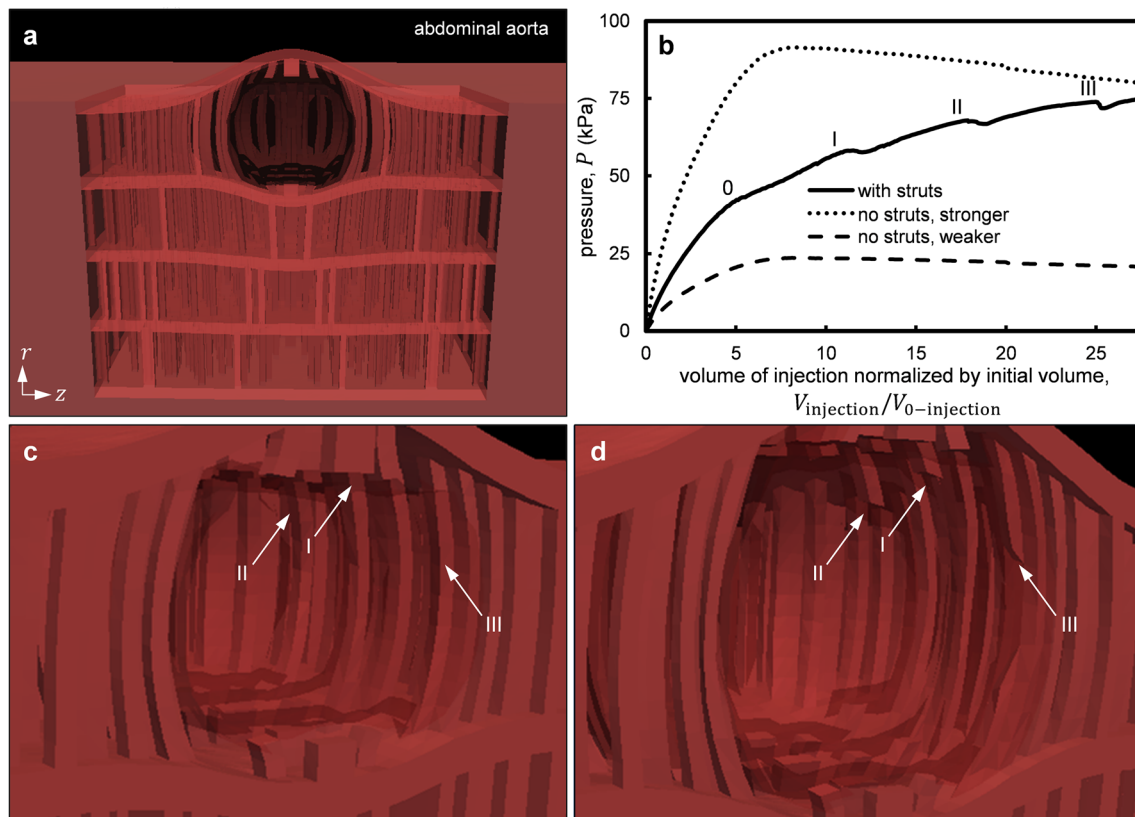 a
abdominal aorta
r
z
b
pressure, P (kPa)
100
75
50
25
0
0
I
II
III
with struts
no struts, stronger
no struts, weaker
0 5 10 15 20 25
volume of injection normalized by initial volume,
V_injection/V_0−injection
c
I
II
III
d
I
II
III